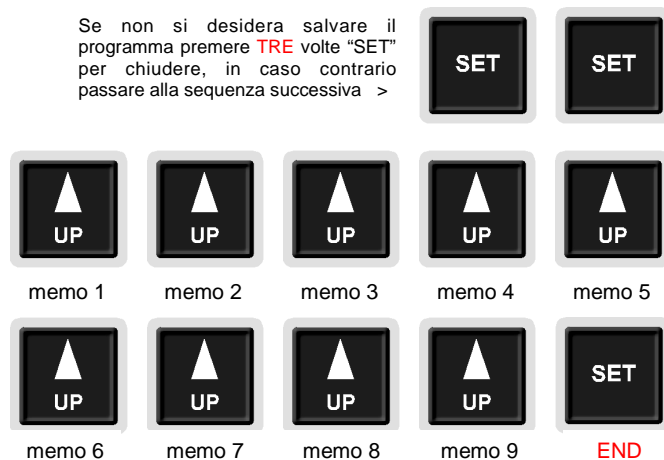 Se non si desidera salvare il
programma premere TRE volte “SET”
per chiudere, in caso contrario
passare alla sequenza successiva >
SET SET
UP UP UP UP UP
memo 1 memo 2 memo 3 memo 4 memo 5
UP UP UP UP SET
memo 6 memo 7 memo 8 memo 9 END